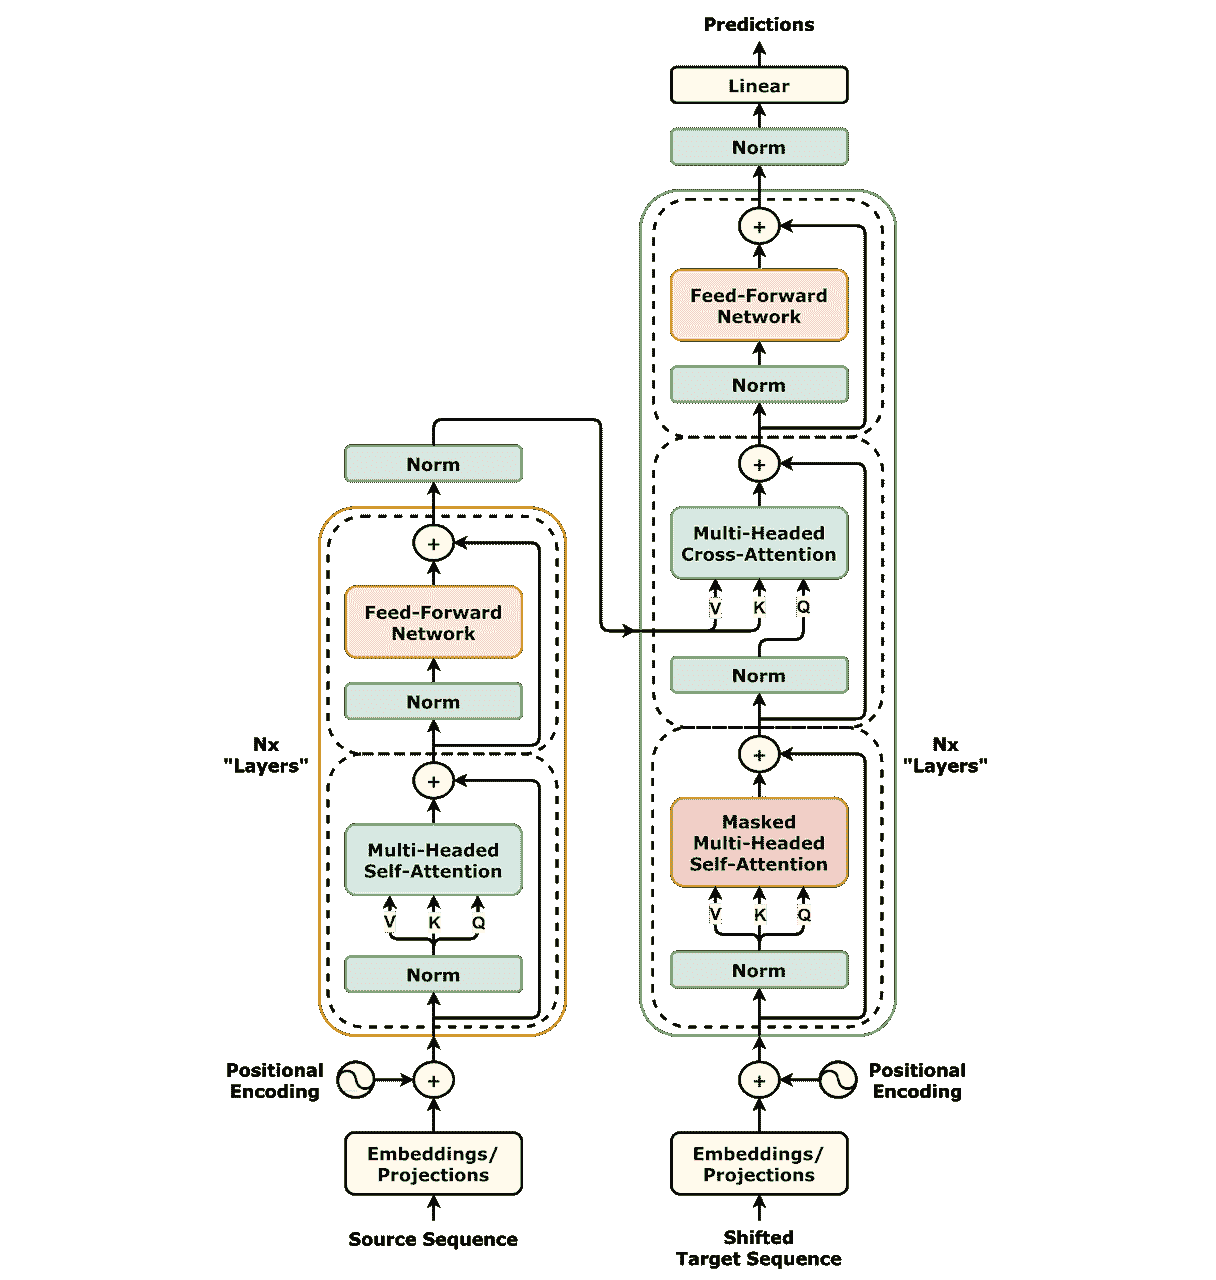 Predictions
Linear
Norm
+
Feed-Forward
Network
Norm
+
Multi-Headed
Cross-Attention
V K Q
Norm
+
Masked
Multi-Headed
Self-Attention
V K Q
Norm
Nx
"Layers"
+
Positional
Encoding
Embeddings/
Projections
Shifted
Target Sequence
Norm
+
Feed-Forward
Network
Norm
+
Multi-Headed
Self-Attention
V K Q
Norm
Nx
"Layers"
Positional
Encoding
+
Embeddings/
Projections
Source Sequence